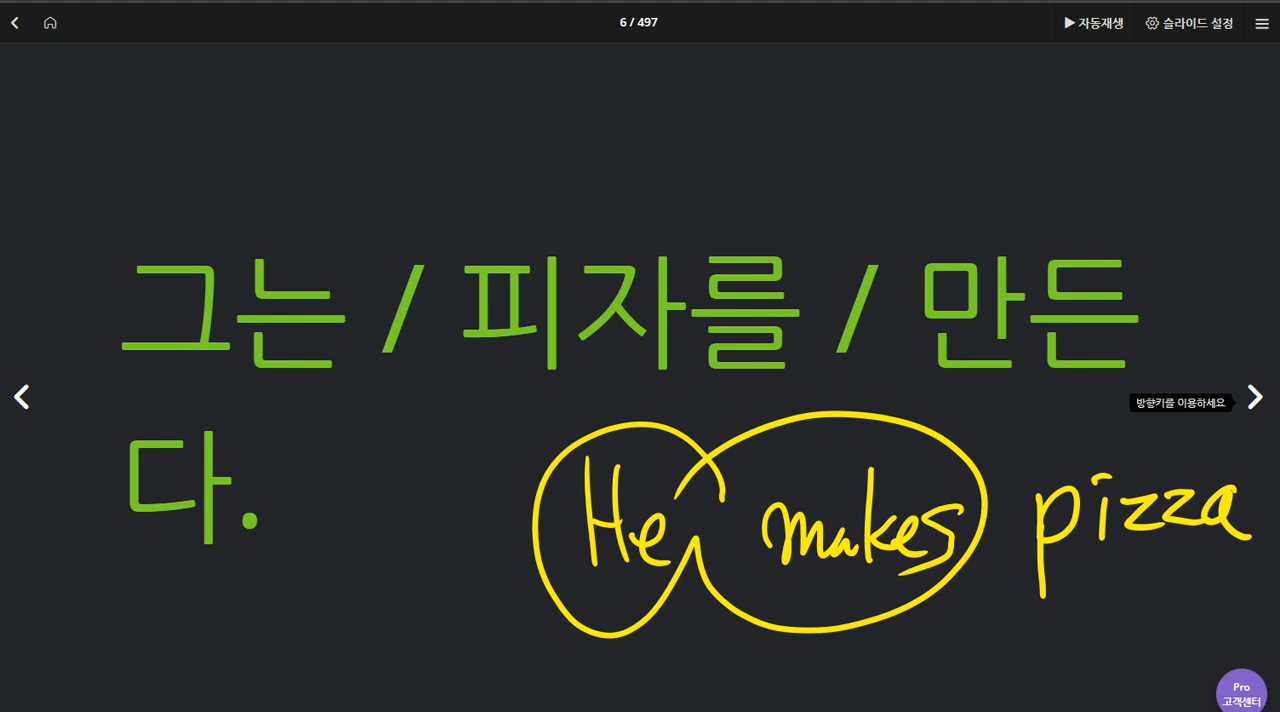 6 / 497
▶ 자동재생
슬라이드 설정
그는 / 피자를 / 만든
다.
방향키를 이용하세요
He makes pizza
Pro
고객센터